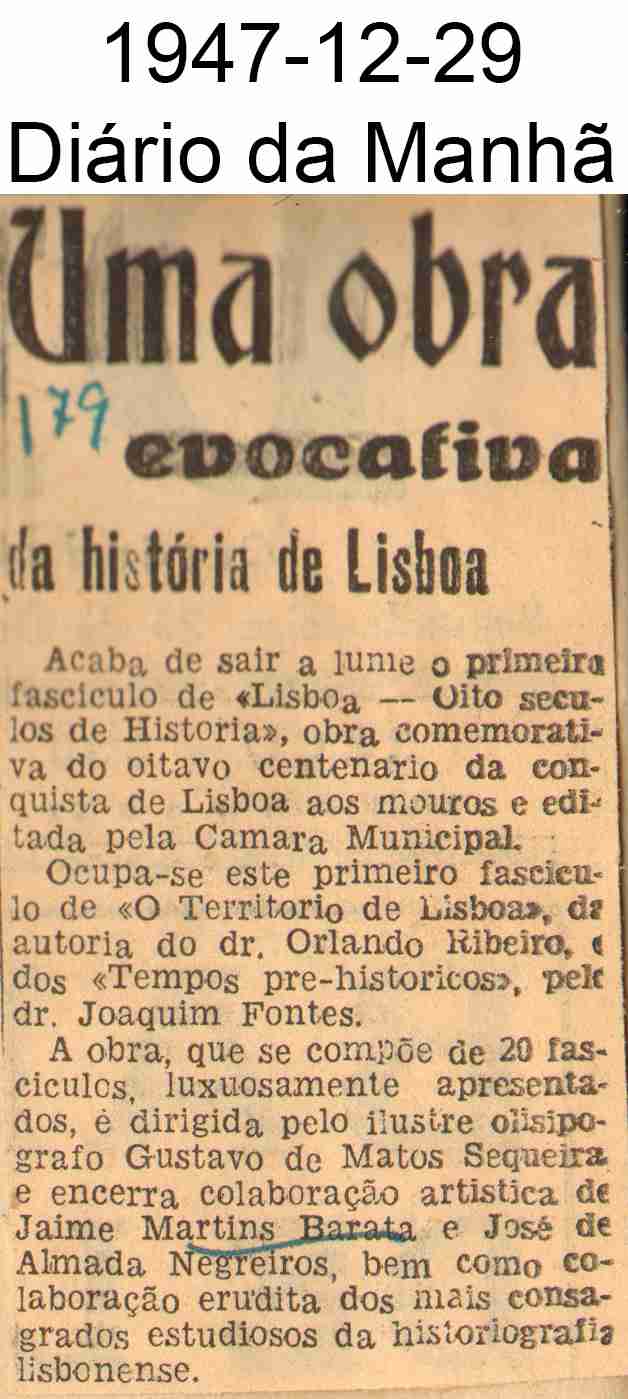 1947-12-29
Diário da Manhã
Uma obra
179
evocativa
da história de Lisboa
Acaba de sair a lume o primeiro
fasciculo de «Lisboa — Oito secu-
los de Historia», obra comemorati-
va do oitavo centenario da con-
quista de Lisboa aos mouros e edi-
tada pela Camara Municipal.
Ocupa-se este primeiro fascicu-
lo de «O Territorio de Lisboa», da
autoria do dr. Orlando Ribeiro, e
dos «Tempos pre-historicos», pelo
dr. Joaquim Fontes.
A obra, que se compõe de 20 fas-
ciculos, luxuosamente apresenta-
dos, é dirigida pelo ilustre olisipo-
grafo Gustavo de Matos Sequeira
e encerra colaboração artistica de
Jaime Martins Barata e José de
Almada Negreiros, bem como co-
laboração erudita dos mais consa-
grados estudiosos da historiografia
lisbonense.